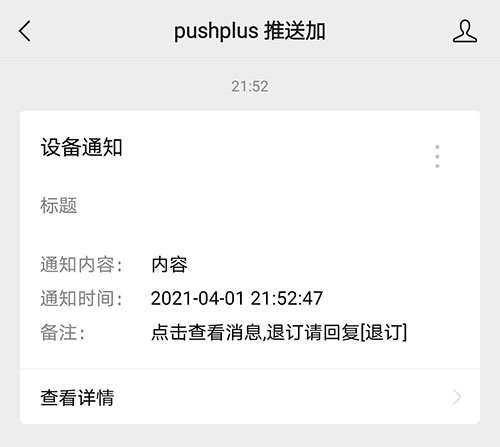 pushplus 推送加
21:52
设备通知
标题
通知内容： 内容
通知时间： 2021-04-01 21:52:47
备注： 点击查看消息,退订请回复[退订]
查看详情